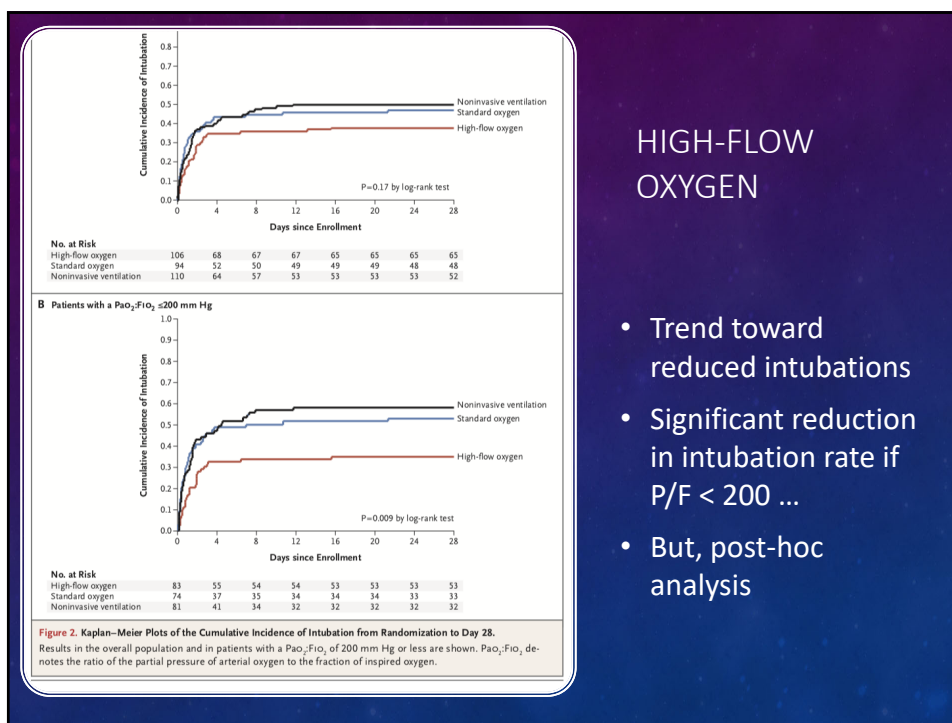 Cumulative Incidence of Intubation
0.8
0.7
0.6
0.5
0.4
0.3
0.2
0.1
0.0
Noninvasive ventilation
Standard oxygen
High-flow oxygen
P=0.17 by log-rank test
0 4 8 12 16 20 24 28
Days since Enrollment
No. at Risk
High-flow oxygen 106 68 67 67 65 65 65 65
Standard oxygen 94 52 50 49 49 49 48 48
Noninvasive ventilation 110 64 57 53 53 53 53 52
B Patients with a PaO₂:FIO₂ ≤200 mm Hg
Cumulative Incidence of Intubation
1.0
0.9
0.8
0.7
0.6
0.5
0.4
0.3
0.2
0.1
0.0
Noninvasive ventilation
Standard oxygen
High-flow oxygen
P=0.009 by log-rank test
0 4 8 12 16 20 24 28
Days since Enrollment
No. at Risk
High-flow oxygen 83 55 54 54 53 53 53 53
Standard oxygen 74 37 35 34 34 34 33 33
Noninvasive ventilation 81 41 34 32 32 32 32 32
Figure 2. Kaplan–Meier Plots of the Cumulative Incidence of Intubation from Randomization to Day 28.
Results in the overall population and in patients with a PaO₂:FIO₂ of 200 mm Hg or less are shown. PaO₂:FIO₂ de-
notes the ratio of the partial pressure of arterial oxygen to the fraction of inspired oxygen.
HIGH-FLOW
OXYGEN
• Trend toward
reduced intubations
• Significant reduction
in intubation rate if
P/F < 200 …
• But, post-hoc
analysis